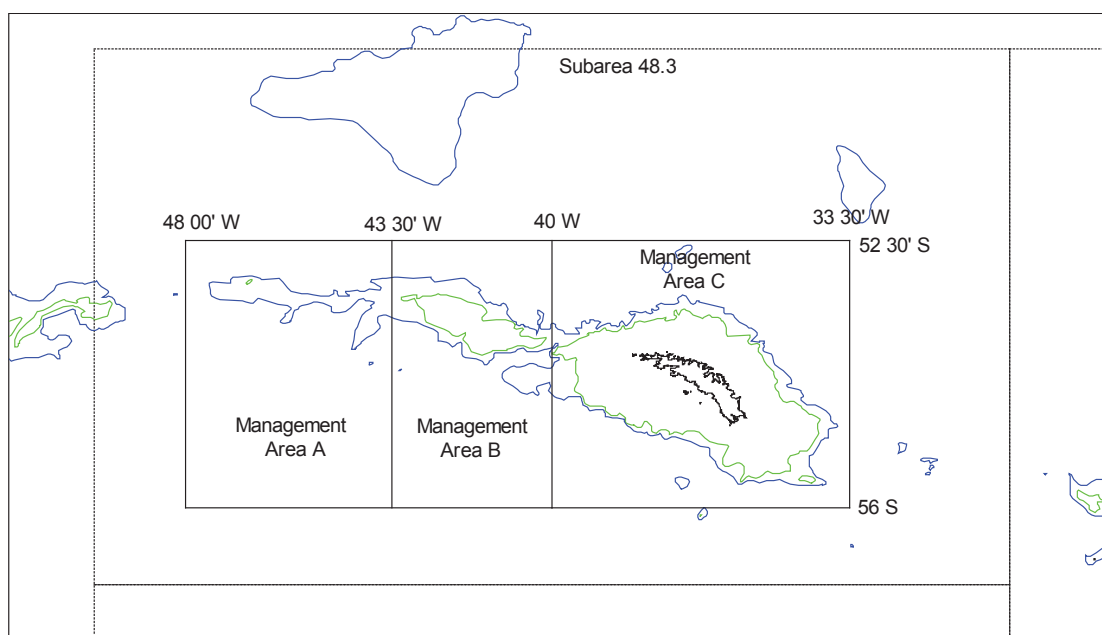 Subarea 48.3
48 00' W
43 30' W
40 W
33 30' W
52 30' S
Management
Area C
Management
Area A
Management
Area B
56 S